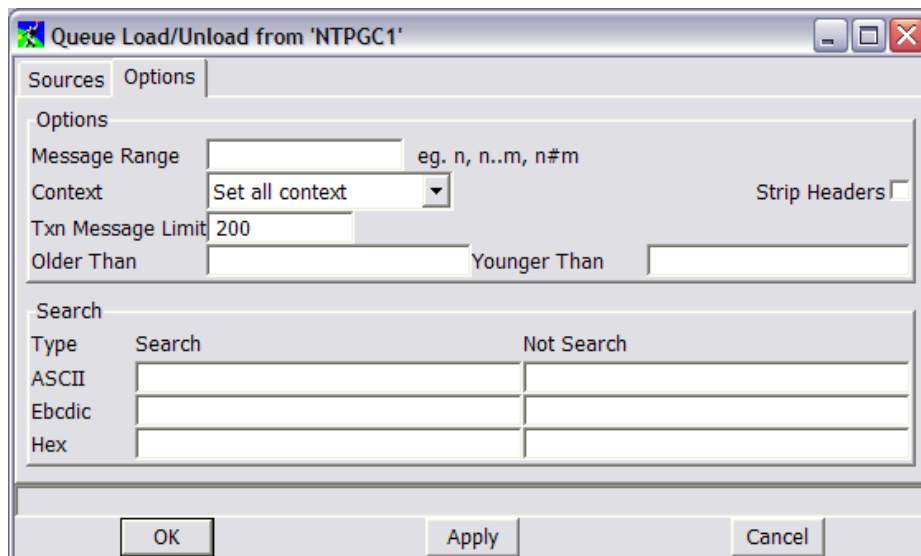 Queue Load/Unload from 'NTPGC1'
Sources Options
Options
Message Range eg. n, n..m, n#m
Context Set all context Strip Headers
Txn Message Limit 200
Older Than Younger Than
Search
Type Search Not Search
ASCII
Ebcdic
Hex
OK Apply Cancel